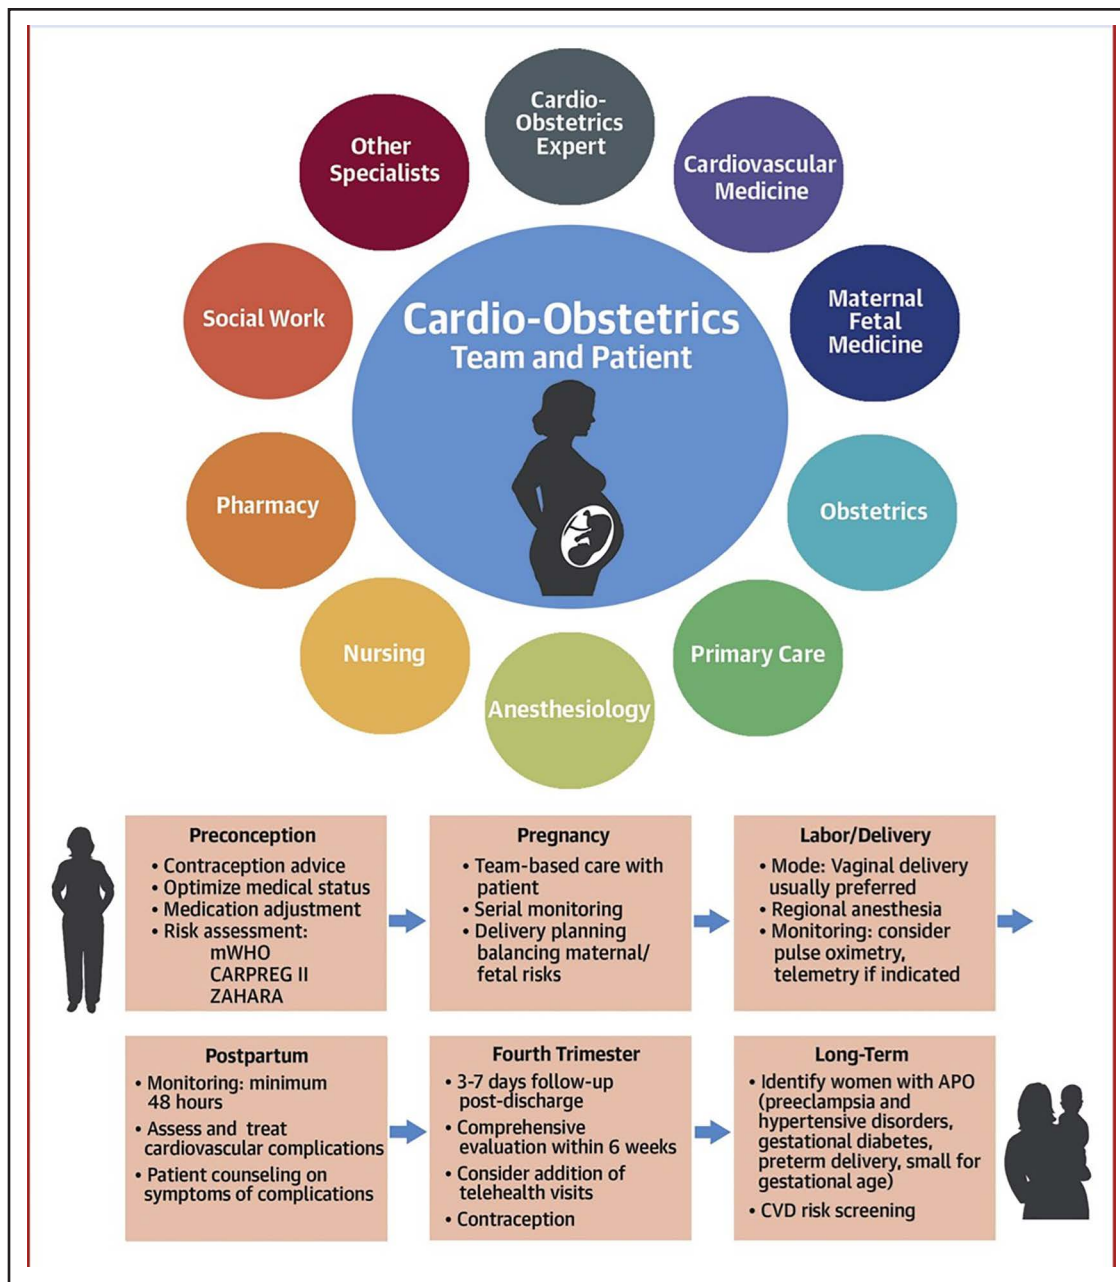 Cardio-
Obstetrics
Expert
Cardiovascular
Medicine
Maternal
Fetal
Medicine
Obstetrics
Primary Care
Anesthesiology
Nursing
Pharmacy
Social Work
Other
Specialists
Cardio-Obstetrics
Team and Patient
Preconception
• Contraception advice
• Optimize medical status
• Medication adjustment
• Risk assessment:
mWHO
CARPREG II
ZAHARA
Pregnancy
• Team-based care with
patient
• Serial monitoring
• Delivery planning
balancing maternal/
fetal risks
Labor/Delivery
• Mode: Vaginal delivery
usually preferred
• Regional anesthesia
• Monitoring: consider
pulse oximetry,
telemetry if indicated
Postpartum
• Monitoring: minimum
48 hours
• Assess and treat
cardiovascular complications
• Patient counseling on
symptoms of complications
Fourth Trimester
• 3-7 days follow-up
post-discharge
• Comprehensive
evaluation within 6 weeks
• Consider addition of
telehealth visits
• Contraception
Long-Term
• Identify women with APO
(preeclampsia and
hypertensive disorders,
gestational diabetes,
preterm delivery, small for
gestational age)
• CVD risk screening